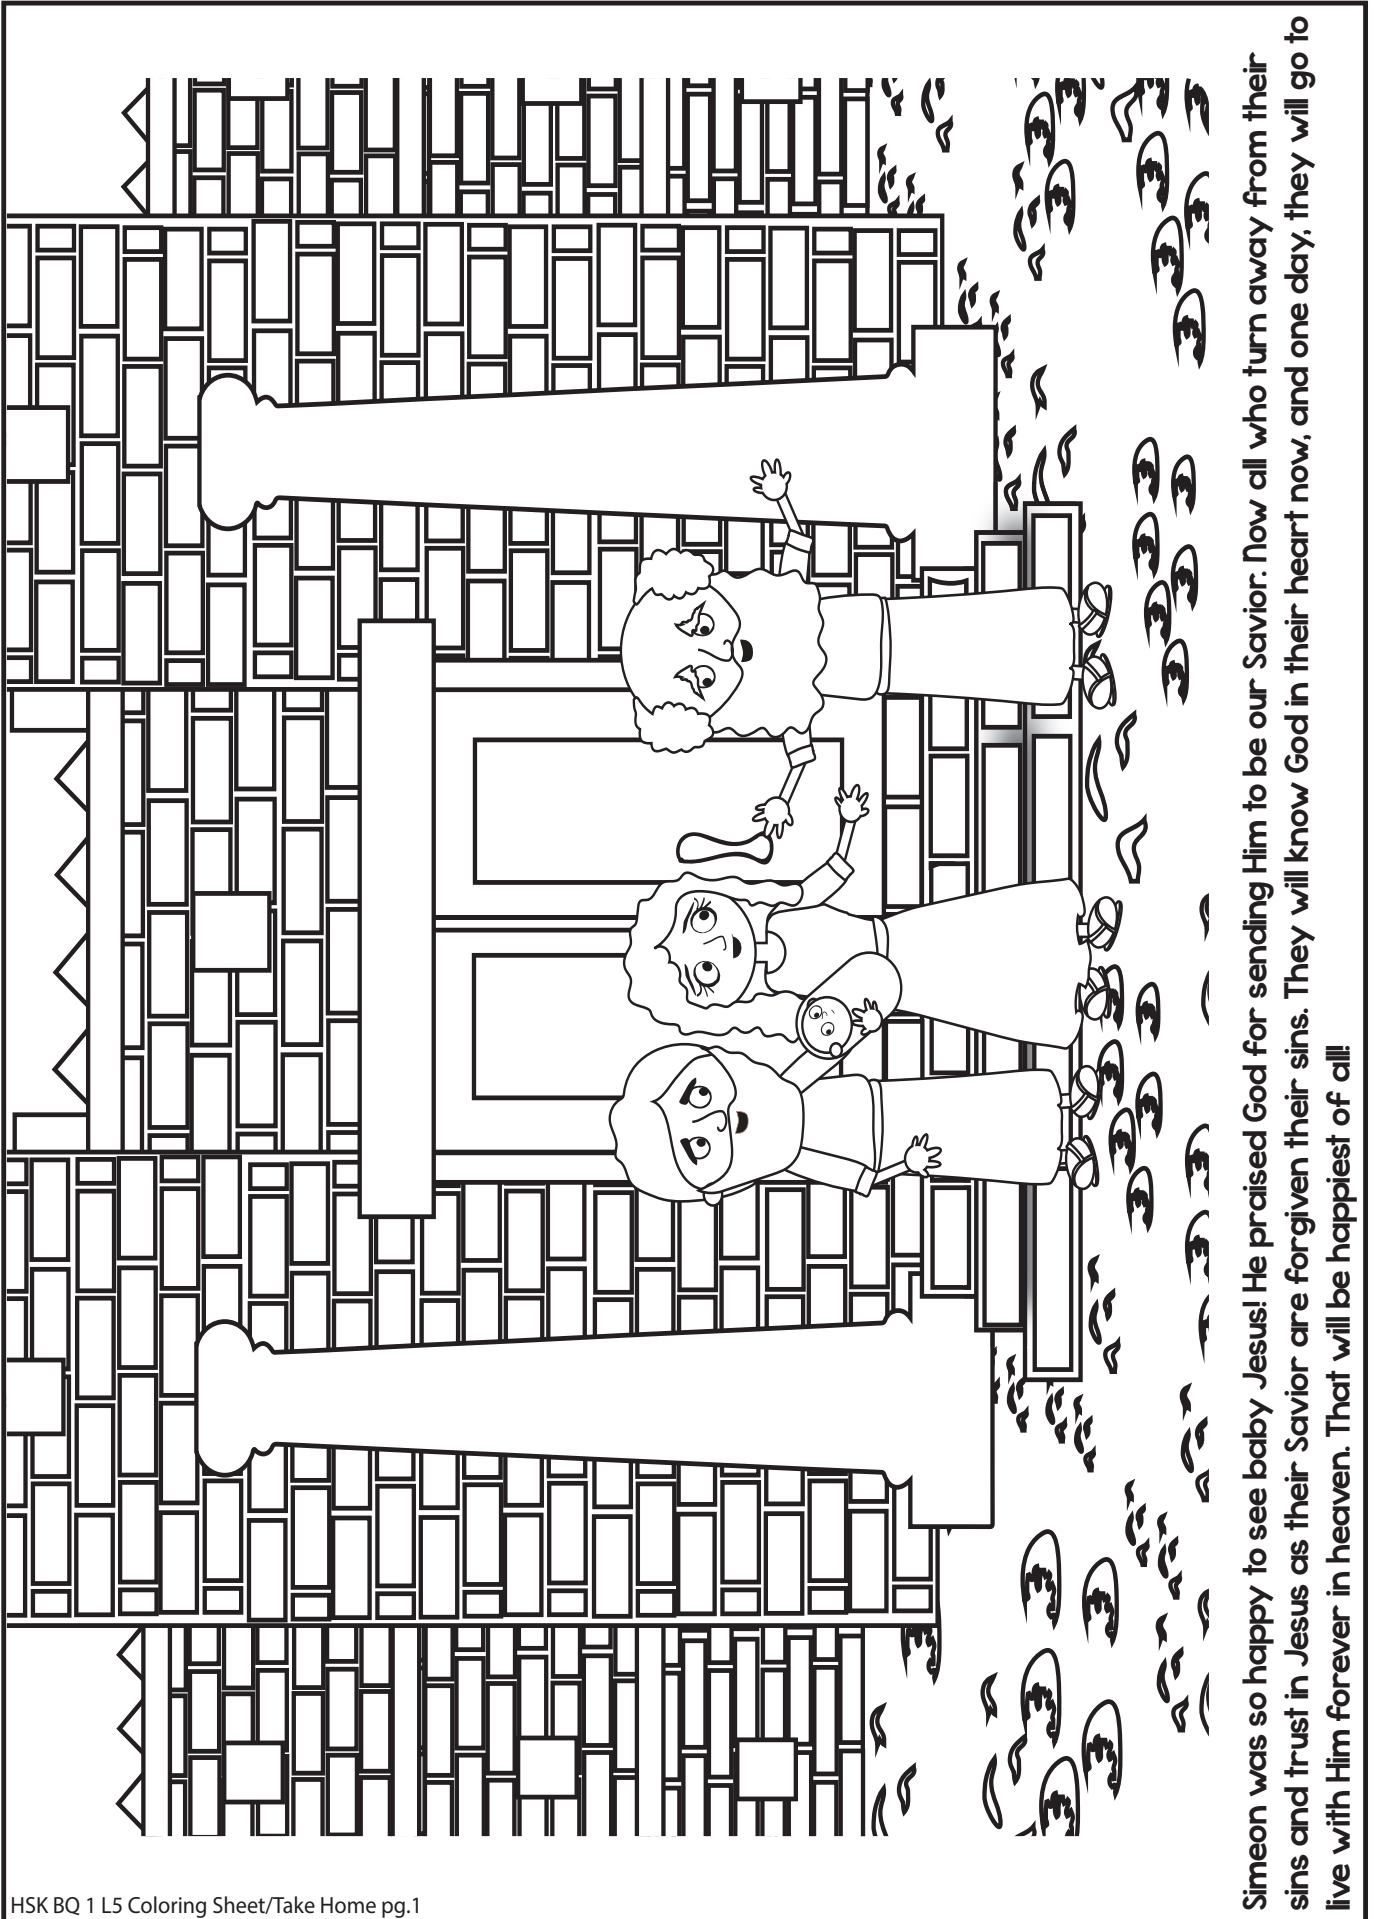 Simeon was so happy to see baby Jesus! He praised God for sending Him to be our Savior. Now all who turn away from their
sins and trust in Jesus as their Savior are forgiven their sins. They will know God in their heart now, and one day, they will go to
live with Him forever in heaven. That will be happiest of all!
HSK BQ 1 L5 Coloring Sheet/Take Home pg.1